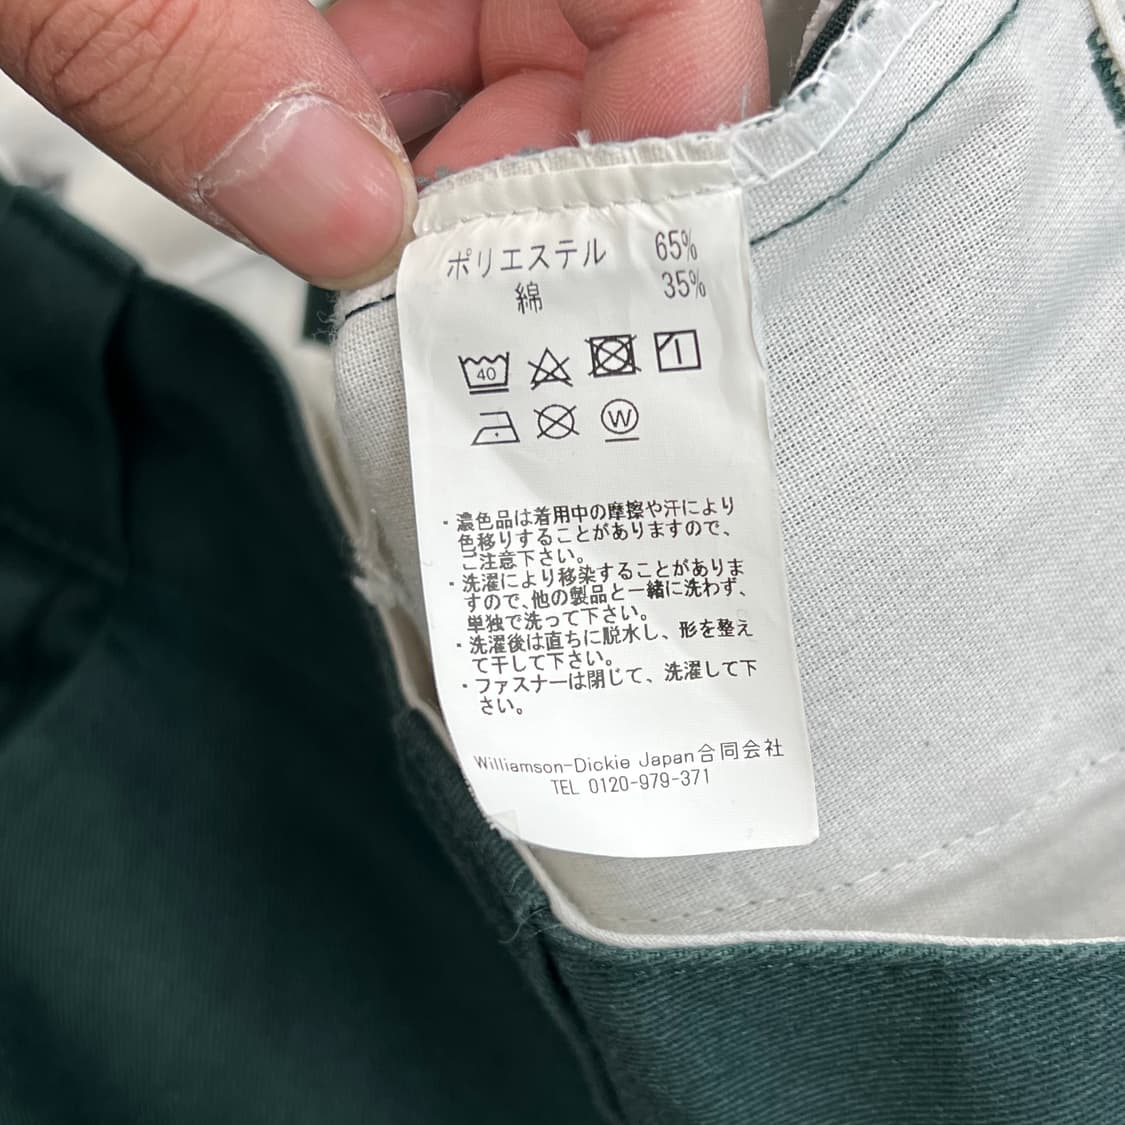 ポリエステル 65%
綿 35%
40
W
・濃色品は着用中の摩擦や汗により
色移りすることがありますので、
ご注意下さい。
・洗濯により移染することがありま
すので、他の製品と一緒に洗わず、
単独で洗って下さい。
・洗濯後は直ちに脱水し、形を整え
て干して下さい。
・ファスナーは閉じて、洗濯して下
さい。
Williamson-Dickie Japan合同会社
TEL 0120-979-371